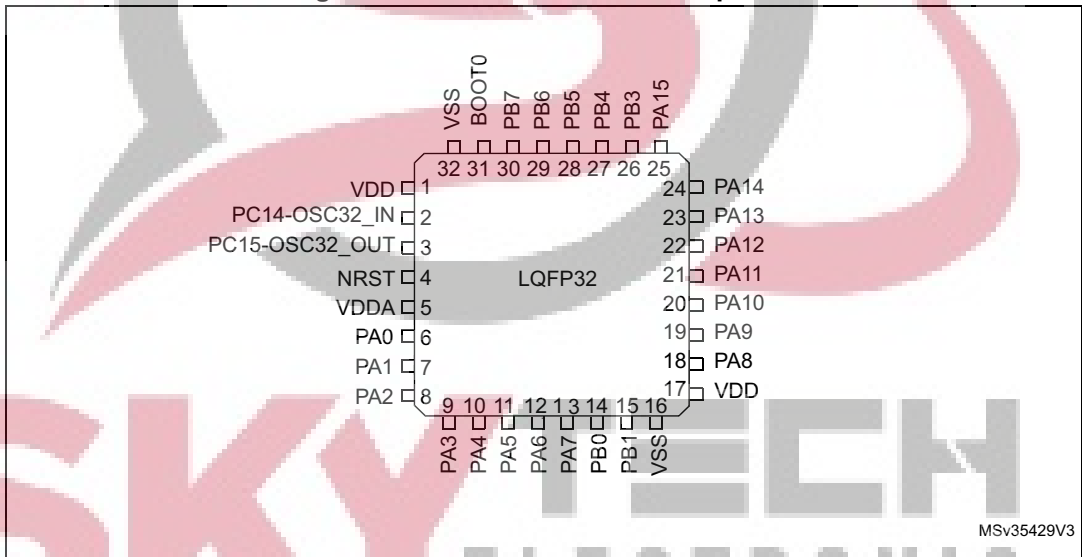 VSS
BOOT0
PB7
PB6
PB5
PB4
PB3
PA15
32 31 30 29 28 27 26 25
VDD 1
PC14-OSC32_IN 2
PC15-OSC32_OUT 3
NRST 4
VDDA 5
PA0 6
PA1 7
PA2 8
LQFP32
24 PA14
23 PA13
22 PA12
21 PA11
20 PA10
19 PA9
18 PA8
17 VDD
9 10 11 12 13 14 15 16
PA3
PA4
PA5
PA6
PA7
PB0
PB1
VSS
SKY TECH
MSv35429V3